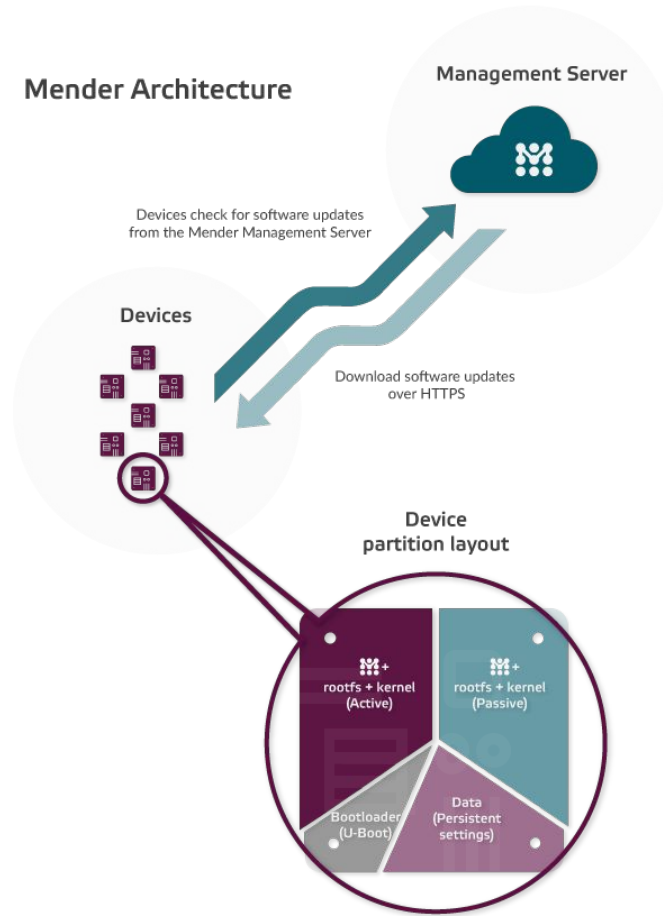 Mender Architecture
Management Server
Devices check for software updates
from the Mender Management Server
Devices
Download software updates
over HTTPS
Device
partition layout
+
rootfs + kernel
(Active)
+
rootfs + kernel
(Passive)
Bootloader
(U-Boot)
Data
(Persistent
settings)